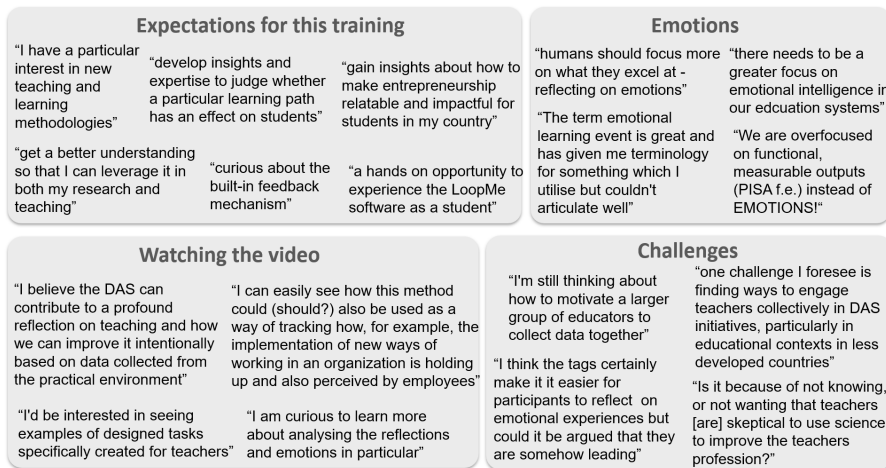 Expectations for this training
“I have a particular
interest in new
teaching and
learning
methodologies”
“develop insights and
expertise to judge whether
a particular learning path
has an effect on students”
“gain insights about how to
make entrepreneurship
relatable and impactful for
students in my country”
“get a better understanding
so that I can leverage it in
both my research and
teaching”
“curious about the
built-in feedback
mechanism”
“a hands on opportunity to
experience the LoopMe
software as a student”
Emotions
“humans should focus more
on what they excel at -
reflecting on emotions”
“there needs to be a
greater focus on
emotional intelligence in
our edcuation systems”
“The term emotional
learning event is great and
has given me terminology
for something which I
utilise but couldn't
articulate well”
“We are overfocused
on functional,
measurable outputs
(PISA f.e.) instead of
EMOTIONS!“
Watching the video
“I believe the DAS can
contribute to a profound
reflection on teaching and how
we can improve it intentionally
based on data collected from
the practical environment”
“I can easily see how this method
could (should?) also be used as a
way of tracking how, for example, the
implementation of new ways of
working in an organization is holding
up and also perceived by employees”
“I'd be interested in seeing
examples of designed tasks
specifically created for teachers”
“I am curious to learn more
about analysing the reflections
and emotions in particular”
Challenges
“I'm still thinking about
how to motivate a larger
group of educators to
collect data together”
“one challenge I foresee is
finding ways to engage
teachers collectively in DAS
initiatives, particularly in
educational contexts in less
developed countries”
“I think the tags certainly
make it it easier for
participants to reflect on
emotional experiences but
could it be argued that they
are somehow leading”
“Is it because of not knowing,
or not wanting that teachers
[are] skeptical to use science
to improve the teachers
profession?”